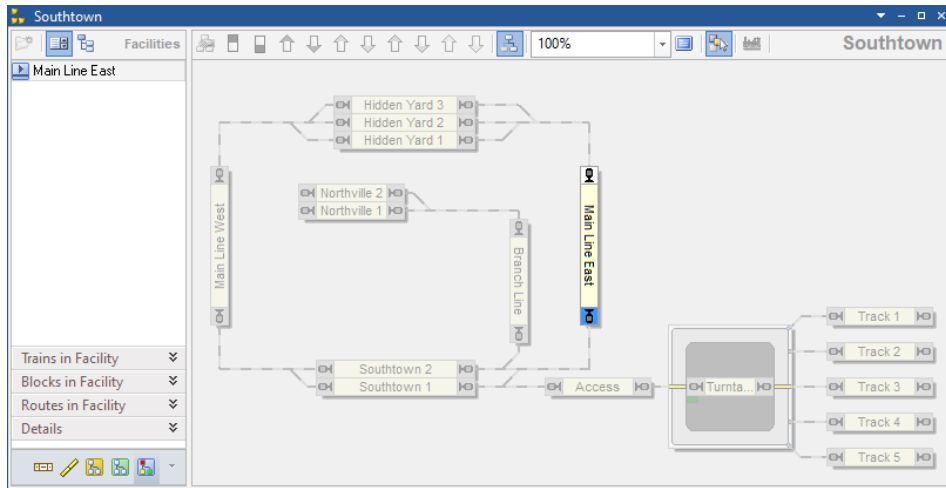 Southtown
Facilities
100%
Southtown
Main Line East
Hidden Yard 3
Hidden Yard 2
Hidden Yard 1
Northville 2
Northville 1
Main Line West
Branch Line
Main Line East
Southtown 2
Southtown 1
Access
Turnta...
Track 1
Track 2
Track 3
Track 4
Track 5
Trains in Facility
Blocks in Facility
Routes in Facility
Details